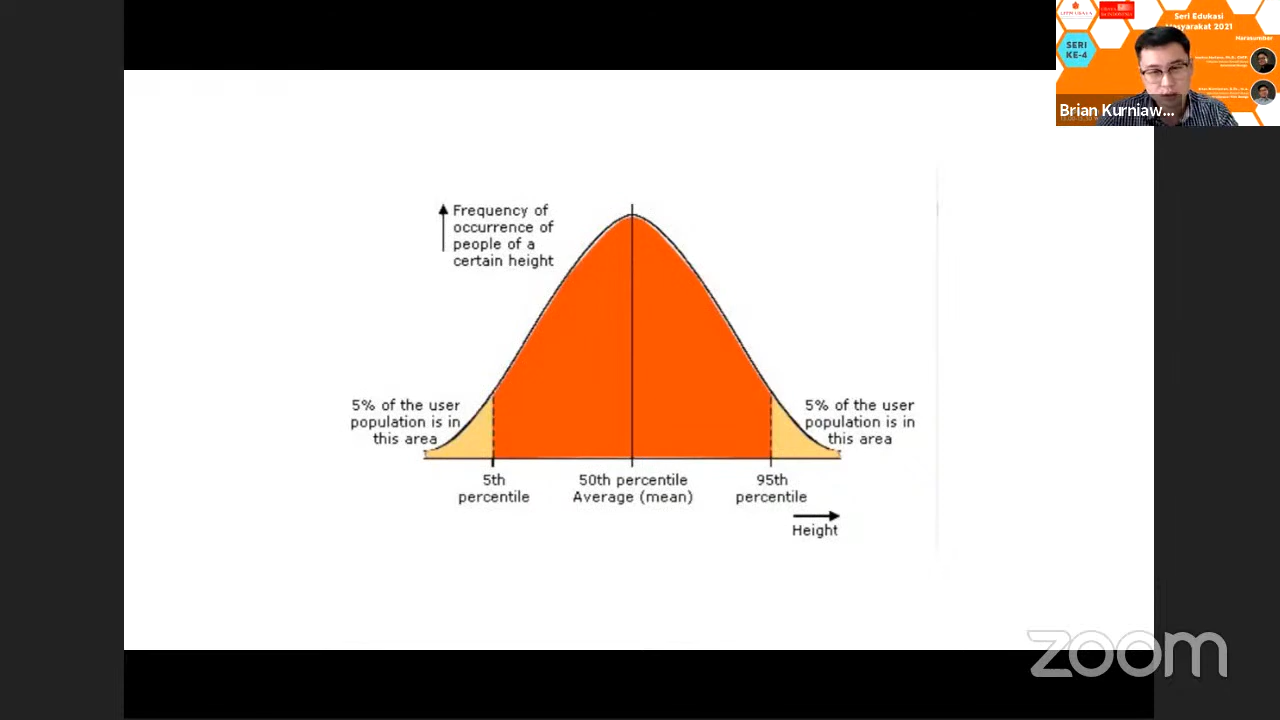 Frequency of
occurrence of
people of a
certain height
5% of the user
population is in
this area
5% of the user
population is in
this area
5th
percentile
50th percentile
Average (mean)
95th
percentile
Height
Seri Edukasi
Masyarakat 2021
Narasumber
SERI
KE-4
Brian Kurniaw...
zoom